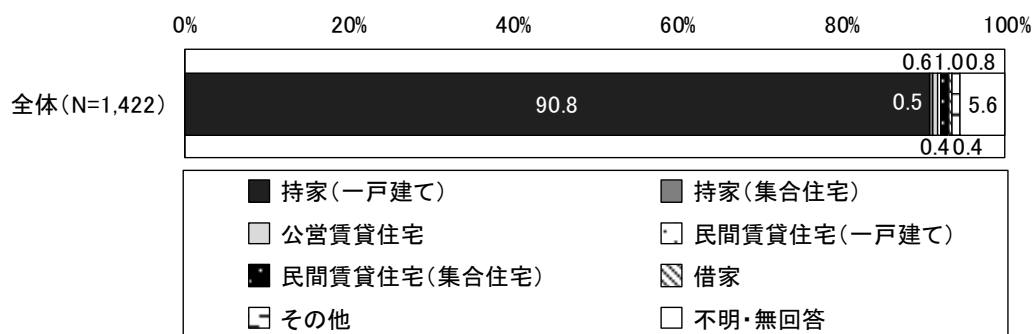 0% 20% 40% 60% 80% 100%
0.6 1.0 0.8
全体(N=1,422) 90.8 0.5 5.6
0.4 0.4
持家(一戸建て) 持家(集合住宅)
公営賃貸住宅 民間賃貸住宅(一戸建て)
民間賃貸住宅(集合住宅) 借家
その他 不明・無回答